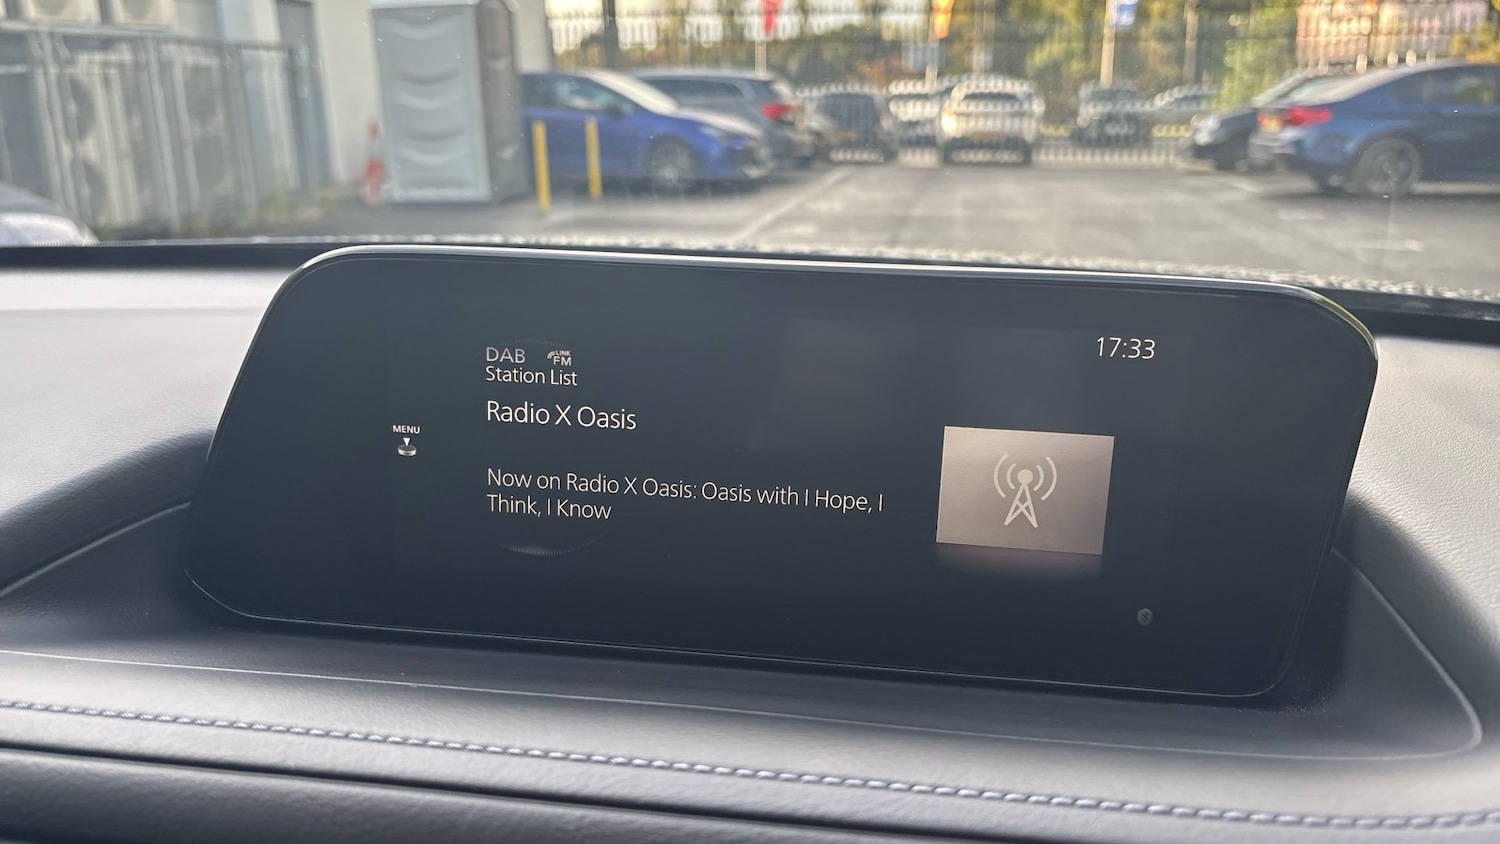 DAB LINK FM
17:33
Station List
Radio X Oasis
MENU
Now on Radio X Oasis: Oasis with I Hope, I
Think, I Know